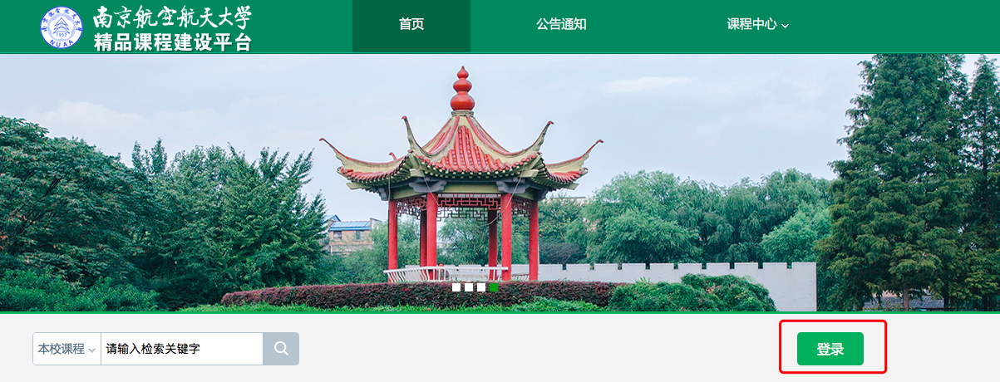 南京航空航天大学
精品课程建设平台
NUAA
1952
首页
公告通知
课程中心
本校课程
请输入检索关键字
登录